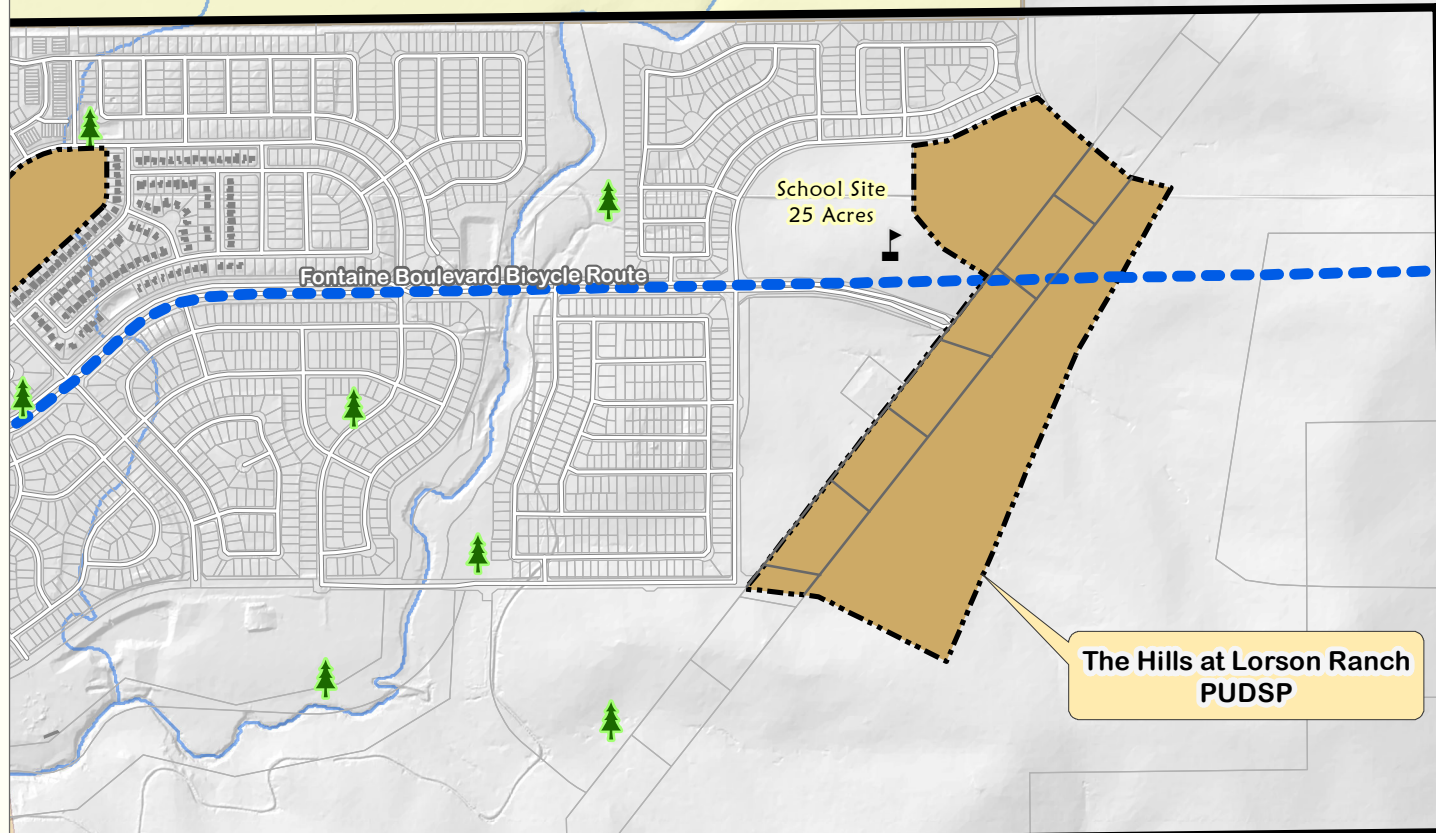 School Site
25 Acres
Fontaine Boulevard Bicycle Route
The Hills at Lorson Ranch
PUDSP